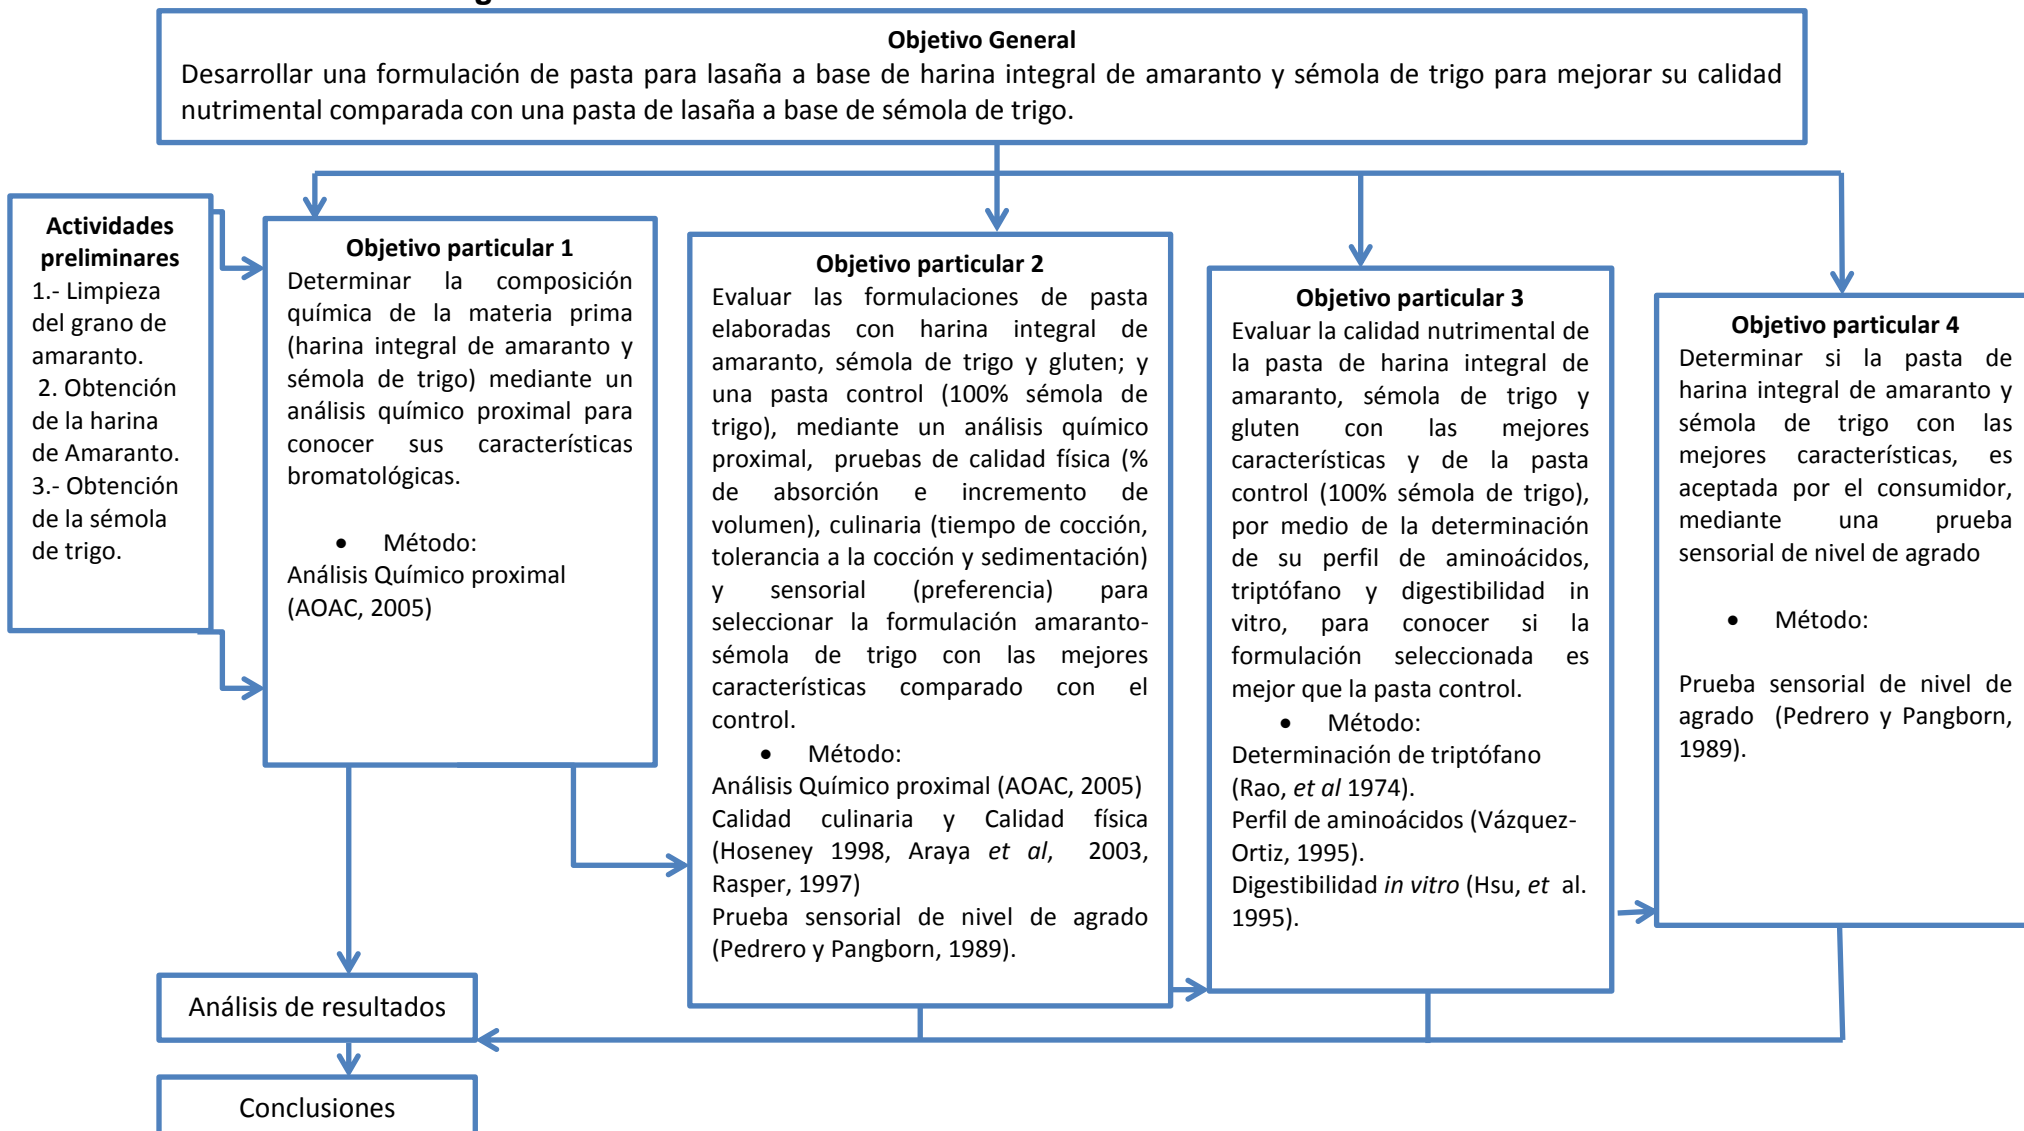 Objetivo General
Desarrollar una formulación de pasta para lasaña a base de harina integral de amaranto y sémola de trigo para mejorar su calidad
nutrimental comparada con una pasta de lasaña a base de sémola de trigo.
Actividades
preliminares
1.- Limpieza
del grano de
amaranto.
2. Obtención
de la harina
de Amaranto.
3.- Obtención
de la sémola
de trigo.
Objetivo particular 1
Determinar la composición
química de la materia prima
(harina integral de amaranto y
sémola de trigo) mediante un
análisis químico proximal para
conocer sus características
bromatológicas.
• Método:
Análisis Químico proximal
(AOAC, 2005)
Objetivo particular 2
Evaluar las formulaciones de pasta
elaboradas con harina integral de
amaranto, sémola de trigo y gluten; y
una pasta control (100% sémola de
trigo), mediante un análisis químico
proximal, pruebas de calidad física (%
de absorción e incremento de
volumen), culinaria (tiempo de cocción,
tolerancia a la cocción y sedimentación)
y sensorial (preferencia) para
seleccionar la formulación amaranto-
sémola de trigo con las mejores
características comparado con el
control.
• Método:
Análisis Químico proximal (AOAC, 2005)
Calidad culinaria y Calidad física
(Hoseney 1998, Araya et al, 2003,
Rasper, 1997)
Prueba sensorial de nivel de agrado
(Pedrero y Pangborn, 1989).
Objetivo particular 3
Evaluar la calidad nutrimental de
la pasta de harina integral de
amaranto, sémola de trigo y
gluten con las mejores
características y de la pasta
control (100% sémola de trigo),
por medio de la determinación
de su perfil de aminoácidos,
triptófano y digestibilidad in
vitro, para conocer si la
formulación seleccionada es
mejor que la pasta control.
• Método:
Determinación de triptófano
(Rao, et al 1974).
Perfil de aminoácidos (Vázquez-
Ortiz, 1995).
Digestibilidad in vitro (Hsu, et al.
1995).
Objetivo particular 4
Determinar si la pasta de
harina integral de amaranto y
sémola de trigo con las
mejores características, es
aceptada por el consumidor,
mediante una prueba
sensorial de nivel de agrado
• Método:
Prueba sensorial de nivel de
agrado (Pedrero y Pangborn,
1989).
Análisis de resultados
Conclusiones